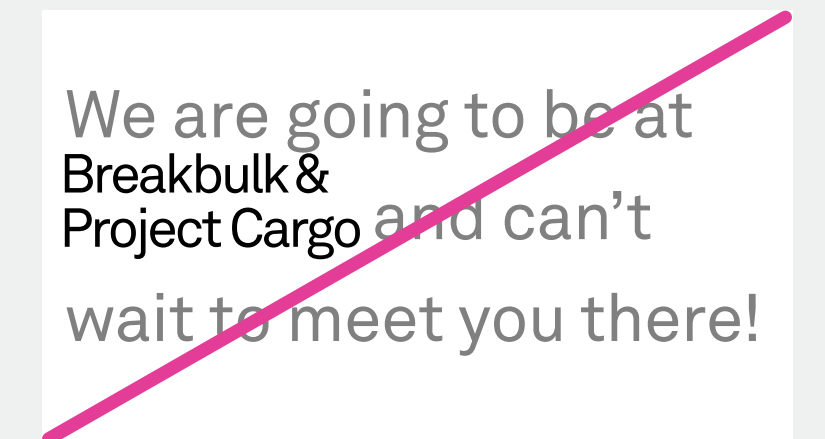 We are going to be at
Breakbulk &
Project Cargo and can’t
wait to meet you there!